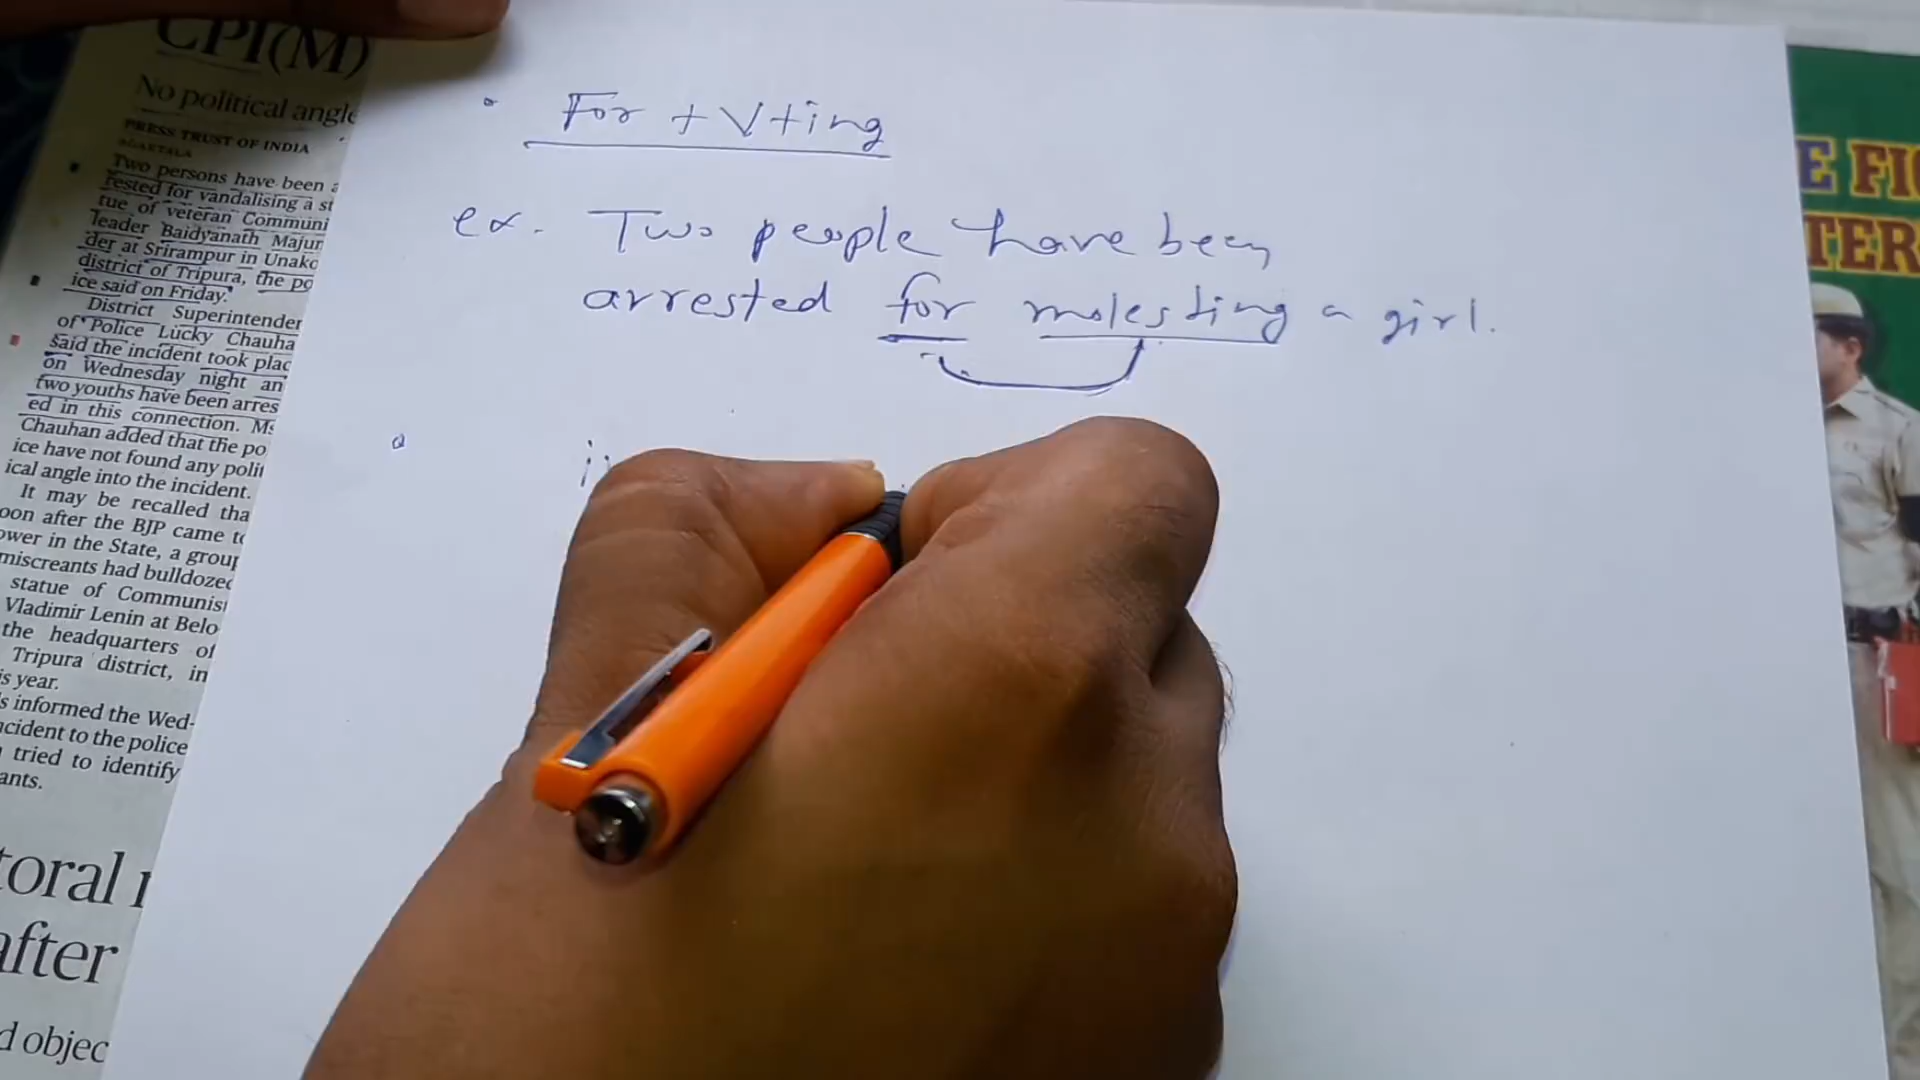 CPI(M)
No political angle
PRESS TRUST OF INDIA
AGARTALA
Two persons have been a
rested for vandalising a st
tue of veteran Communi
leader Baidyanath Majur
der at Srirampur in Unako
district of Tripura, the po
ice said on Friday.
District Superintender
of Police Lucky Chauha
said the incident took plac
on Wednesday night an
two youths have been arres
ed in this connection. Ms
Chauhan added that the po
ice have not found any polit
ical angle into the incident.
It may be recalled tha
oon after the BJP came to
ower in the State, a group
miscreants had bulldozed
statue of Communis
Vladimir Lenin at Belo
the headquarters of
Tripura district, in
is year.
s informed the Wed-
ncident to the police
tried to identify
ants.
toral
after
d objec
For + V+ing
ex. Two people have been
arrested for molesting a girl.
E FIG
TER